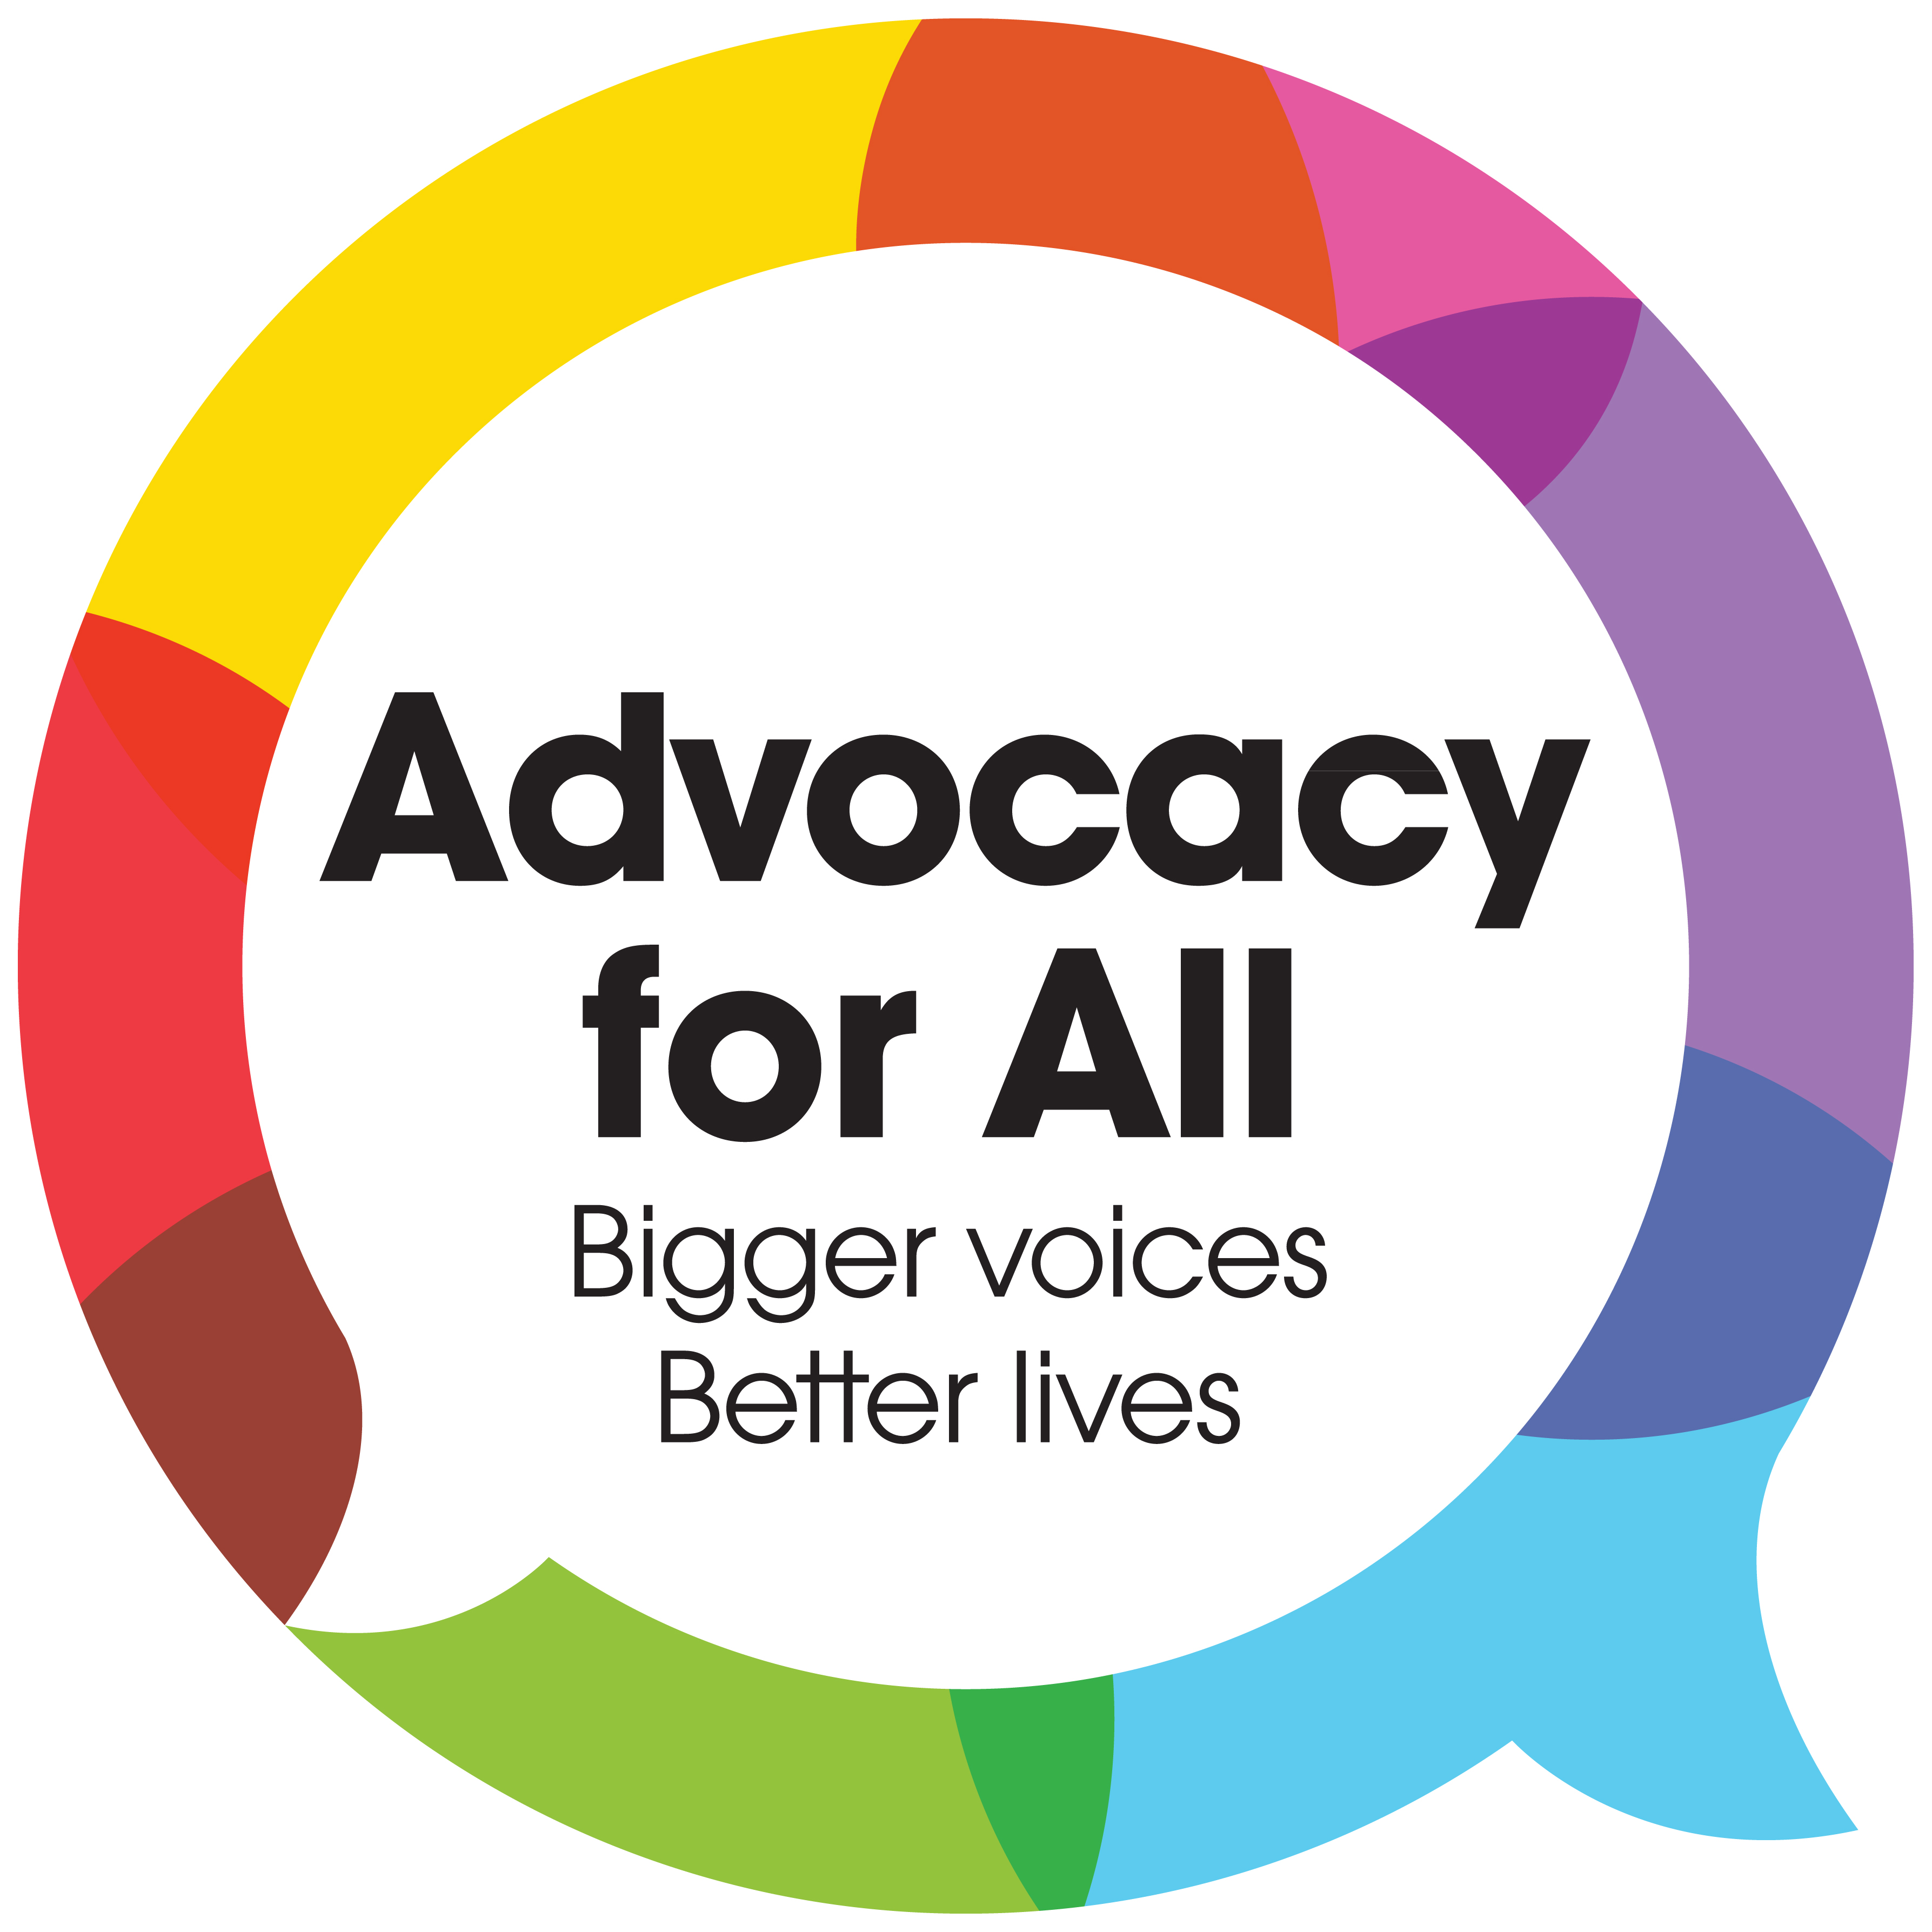 Advocacy
for All
Bigger voices
Better lives